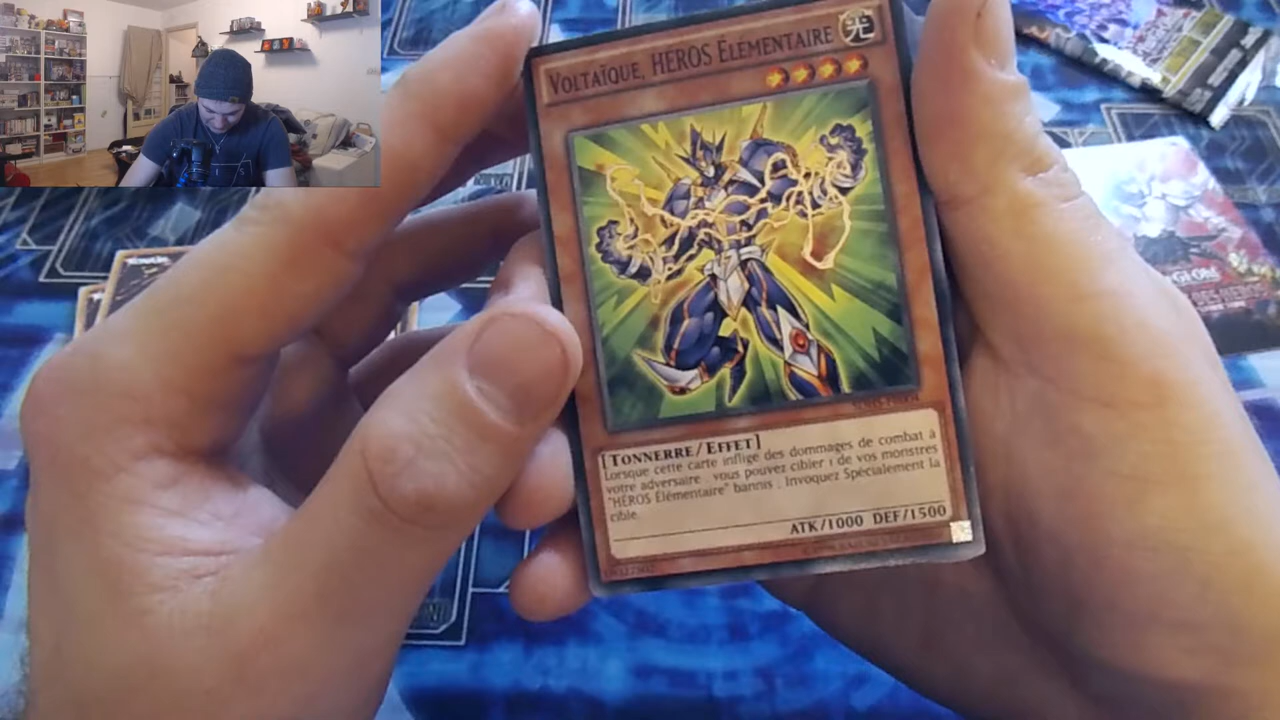 VOLTAÏQUE, HÉROS ÉLÉMENTAIRE
光
[TONNERRE/EFFET]
Lorsque cette carte inflige des dommages de combat à
votre adversaire : vous pouvez cibler 1 de vos monstres
"HÉROS Élémentaire" bannis ; Invoquez Spécialement la
cible.
ATK/1000 DEF/1500